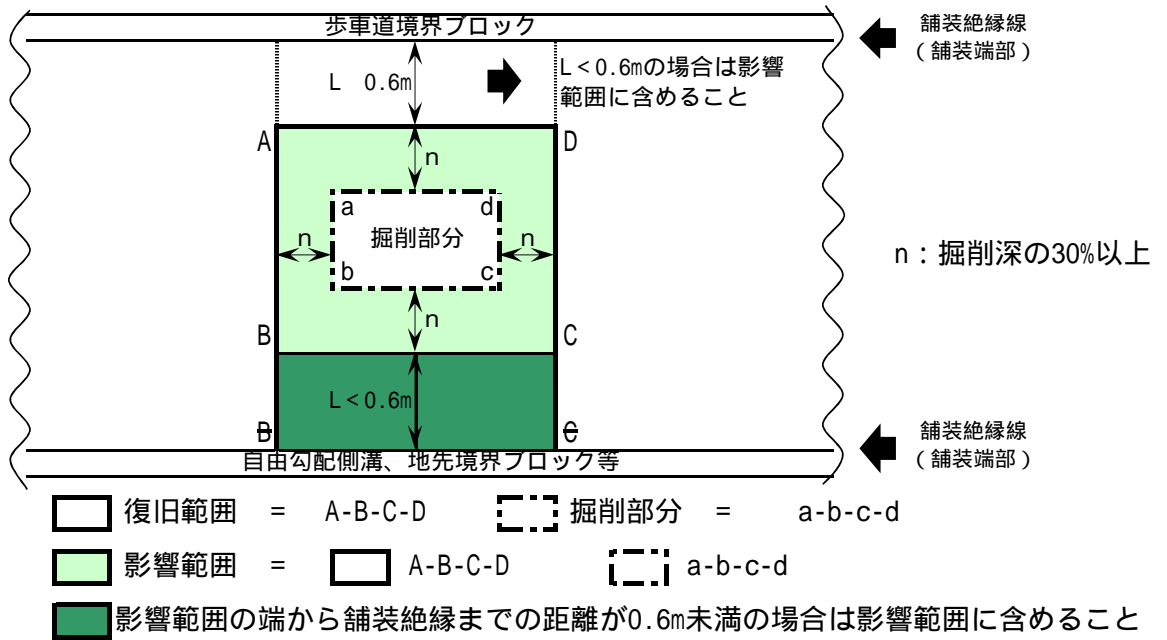 歩車道境界ブロック
舗装絶縁線
(舗装端部)
L　0.6m
L<0.6mの場合は影響
範囲に含めること
A
D
n
a
d
n
掘削部分
n
n：掘削深の30%以上
b
c
n
B
C
L<0.6m
B
C
舗装絶縁線
(舗装端部)
自由勾配側溝、地先境界ブロック等
復旧範囲　=　A-B-C-D　掘削部分　=　a-b-c-d
影響範囲　=　A-B-C-D　a-b-c-d
影響範囲の端から舗装絶縁までの距離が0.6m未満の場合は影響範囲に含めること